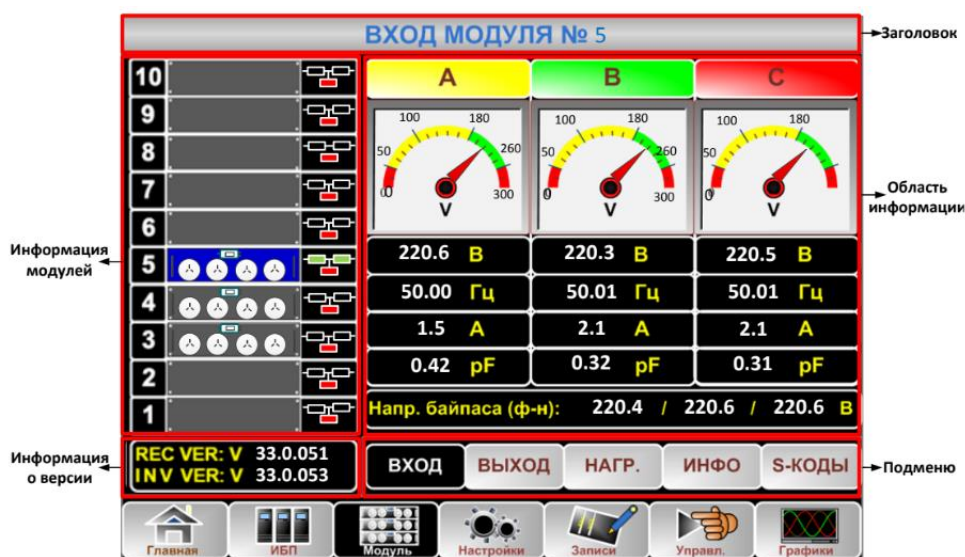 ВХОД МОДУЛЯ № 5
Заголовок
10
9
8
7
6
5
4
3
2
1
A
B
C
0 50 100 180 260 300
V
0 50 100 180 260 300
V
0 50 100 180 260 300
V
220.6 В 220.3 В 220.5 В
50.00 Гц 50.01 Гц 50.01 Гц
1.5 А 2.1 А 2.1 А
0.42 pF 0.32 pF 0.31 pF
Напр. байпаса (ф-н): 220.4 / 220.6 / 220.6 В
Область
информации
Информация
модулей
Информация
о версии
REC VER: V 33.0.051
INV VER: V 33.0.053
ВХОД ВЫХОД НАГР. ИНФО S-КОДЫ
Подменю
Главная ИБП Модуль Настройки Записи Управл. Графики